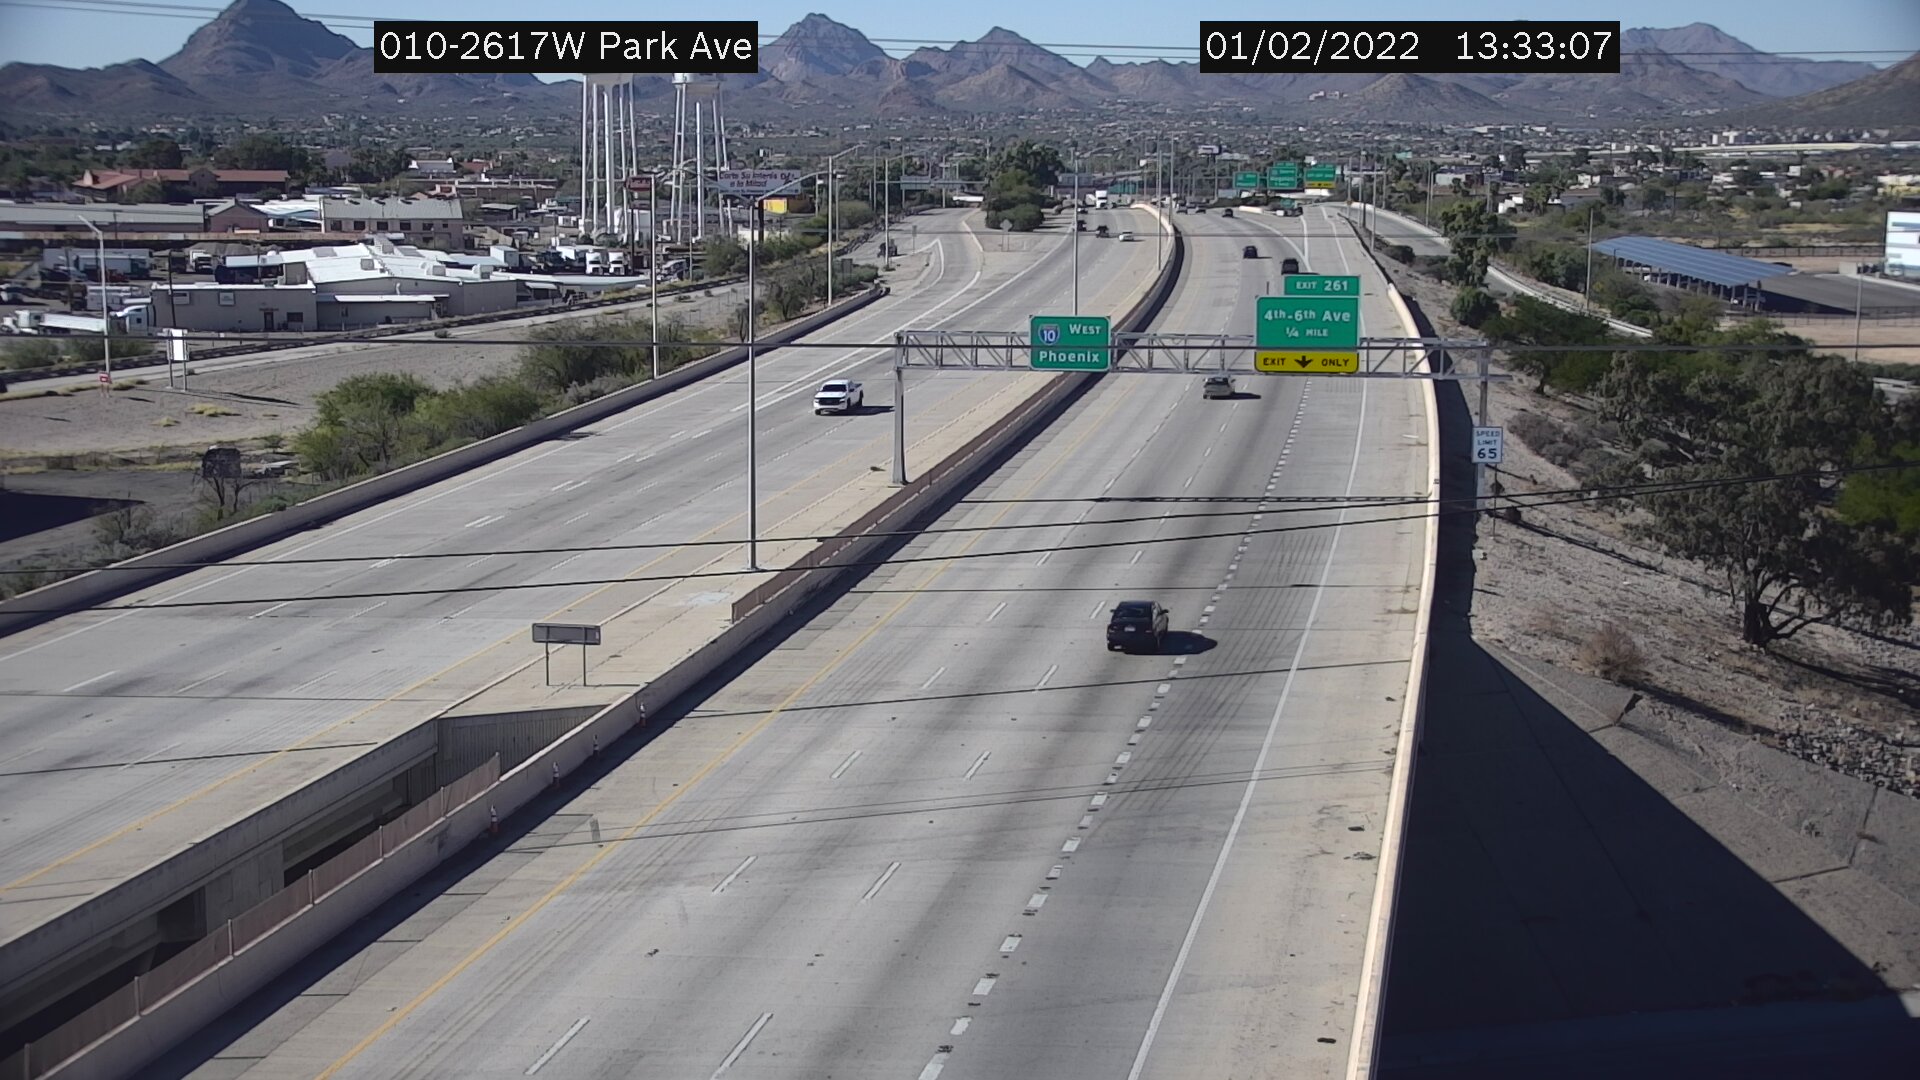 010-2617W Park Ave
01/02/2022 13:33:07
EXIT 261
4th-6th Ave
1/4 MILE
EXIT ONLY
10 WEST
Phoenix
SPEED
LIMIT
65